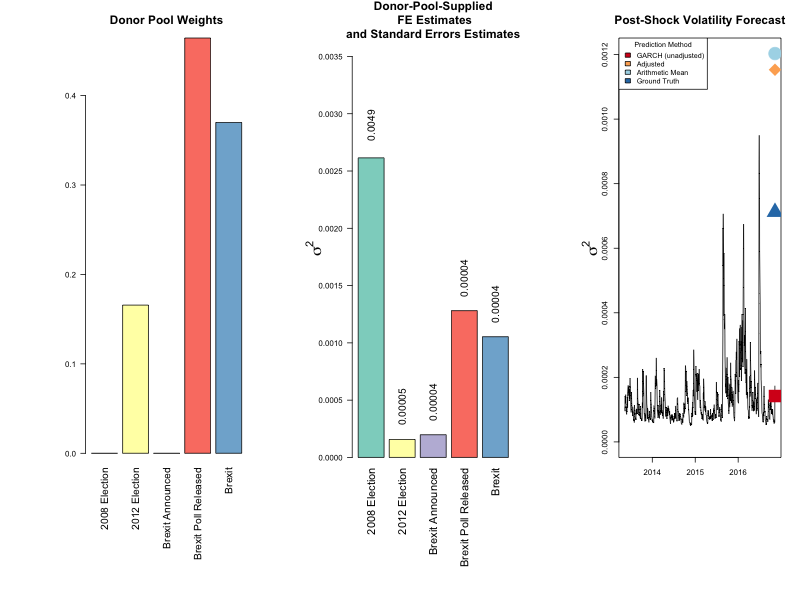 Donor Pool Weights
0.4
0.3
0.2
0.1
0.0
2008 Election
2012 Election
Brexit Announced
Brexit Poll Released
Brexit
Donor-Pool-Supplied
FE Estimates
and Standard Errors Estimates
σ2
0.0035
0.0030
0.0025
0.0020
0.0015
0.0010
0.0005
0.0000
0.0049
0.00005
0.00004
0.00004
0.00004
2008 Election
2012 Election
Brexit Announced
Brexit Poll Released
Brexit
Post-Shock Volatility Forecast
Prediction Method
GARCH (unadjusted)
Adjusted
Arithmetic Mean
Ground Truth
σ2
0.0012
0.0010
0.0008
0.0006
0.0004
0.0002
0.0000
2014
2015
2016